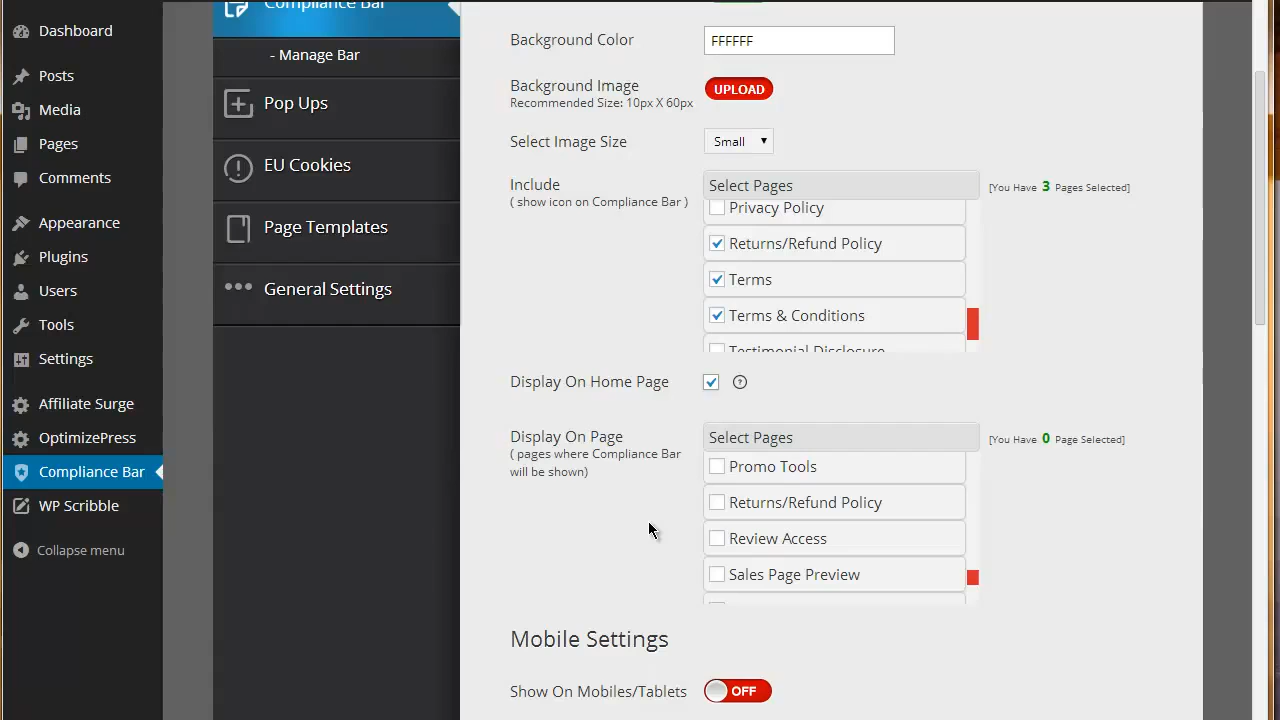 Dashboard
Posts
Media
Pages
Comments
Appearance
Plugins
Users
Tools
Settings
Affiliate Surge
OptimizePress
Compliance Bar
WP Scribble
Collapse menu
Compliance Bar
- Manage Bar
Pop Ups
EU Cookies
Page Templates
General Settings
Background Color
FFFFFF
Background Image
Recommended Size: 10px X 60px
UPLOAD
Select Image Size
Small
Include
( show icon on Compliance Bar )
Select Pages
[You Have 3 Pages Selected]
Privacy Policy
Returns/Refund Policy
Terms
Terms & Conditions
Testimonial Disclosure
Display On Home Page
?
Display On Page
( pages where Compliance Bar
will be shown)
Select Pages
[You Have 0 Page Selected]
Promo Tools
Returns/Refund Policy
Review Access
Sales Page Preview
Mobile Settings
Show On Mobiles/Tablets
OFF